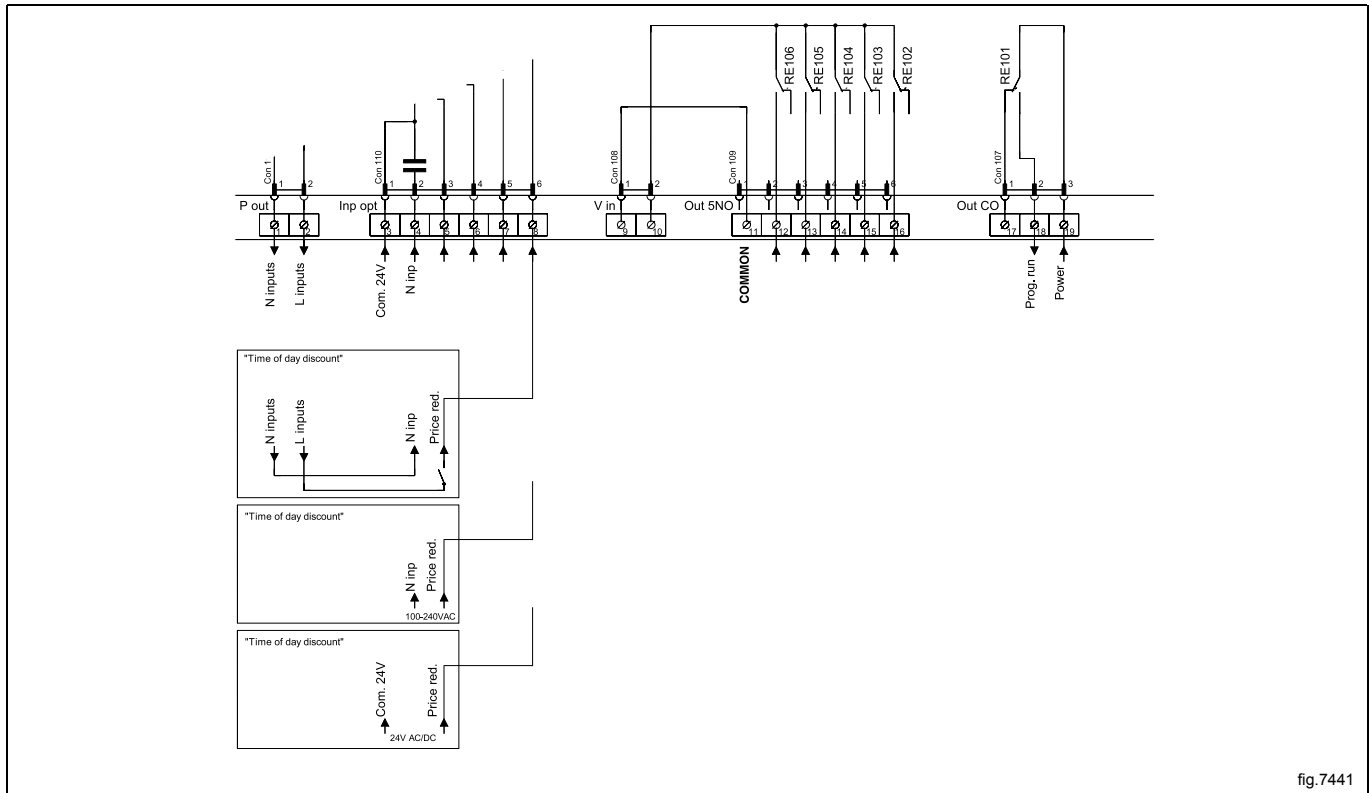 RE106
RE105
RE104
RE103
RE102
RE101
Con 1
Con 110
Con 108
Con 109
Con 107
1 2
1 2 3 4 5 6
1 2
1 2 3 4 5 6
1 2 3
P out
Inp opt
V in
Out 5NO
Out CO
1 2
3 4 5 6 7 8
9 10
11 12 13 14 15 16
17 18 19
N inputs
L inputs
Com. 24V
N inp
COMMON
Prog. run
Power
"Time of day discount"
N inputs
L inputs
N inp
Price red.
"Time of day discount"
N inp
Price red.
100-240VAC
"Time of day discount"
Com. 24V
Price red.
24V AC/DC
fig.7441